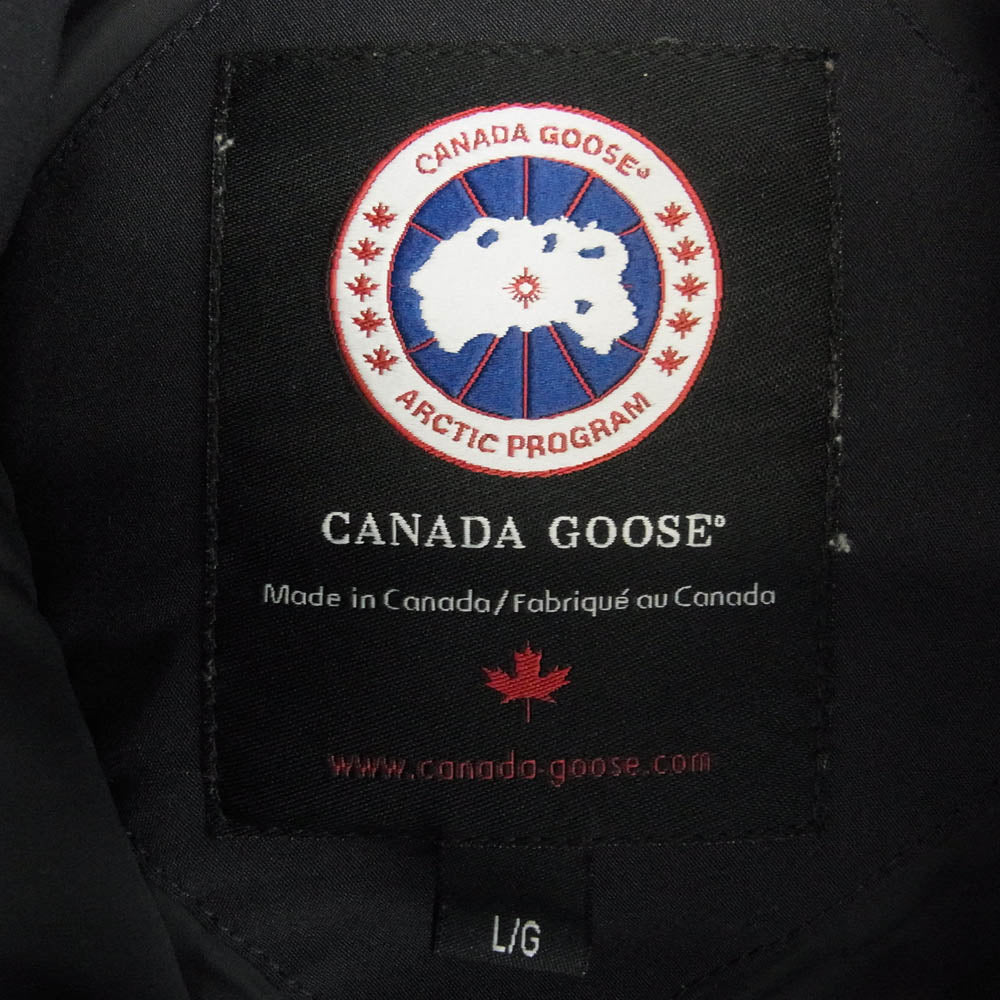 CANADA GOOSE®
ARCTIC PROGRAM
CANADA GOOSE®
Made in Canada/Fabriqué au Canada
www.canada-goose.com
L/G